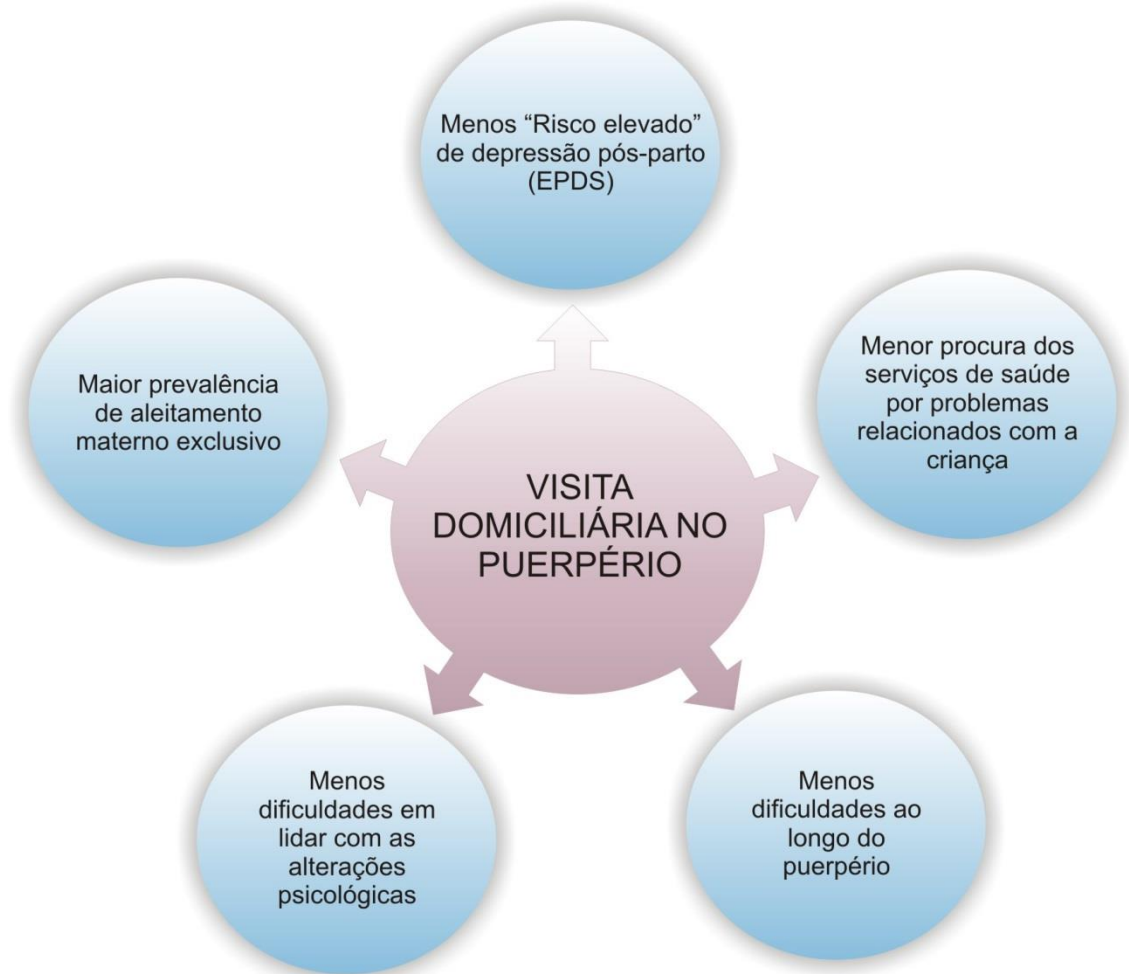 Menos “Risco elevado”
de depressão pós-parto
(EPDS)
Maior prevalência
de aleitamento
materno exclusivo
Menor procura dos
serviços de saúde
por problemas
relacionados com a
criança
VISITA
DOMICILIÁRIA NO
PUERPÉRIO
Menos
dificuldades em
lidar com as
alterações
psicológicas
Menos
dificuldades ao
longo do
puerpério